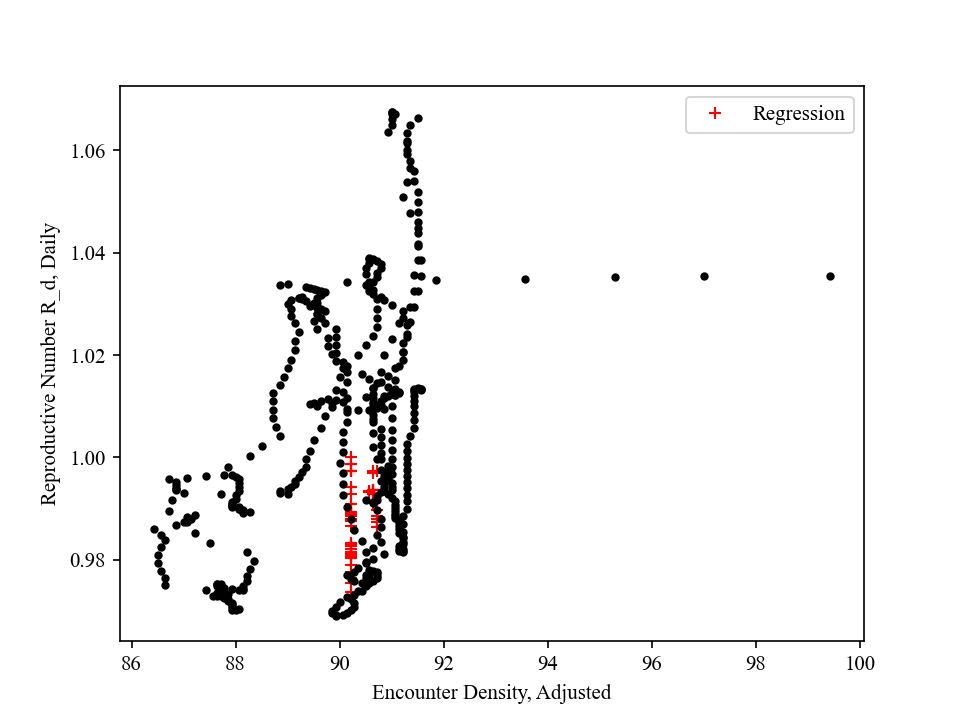 Regression
1.06
1.04
1.02
1.00
0.98
Reproductive Number R_d, Daily
86 88 90 92 94 96 98 100
Encounter Density, Adjusted